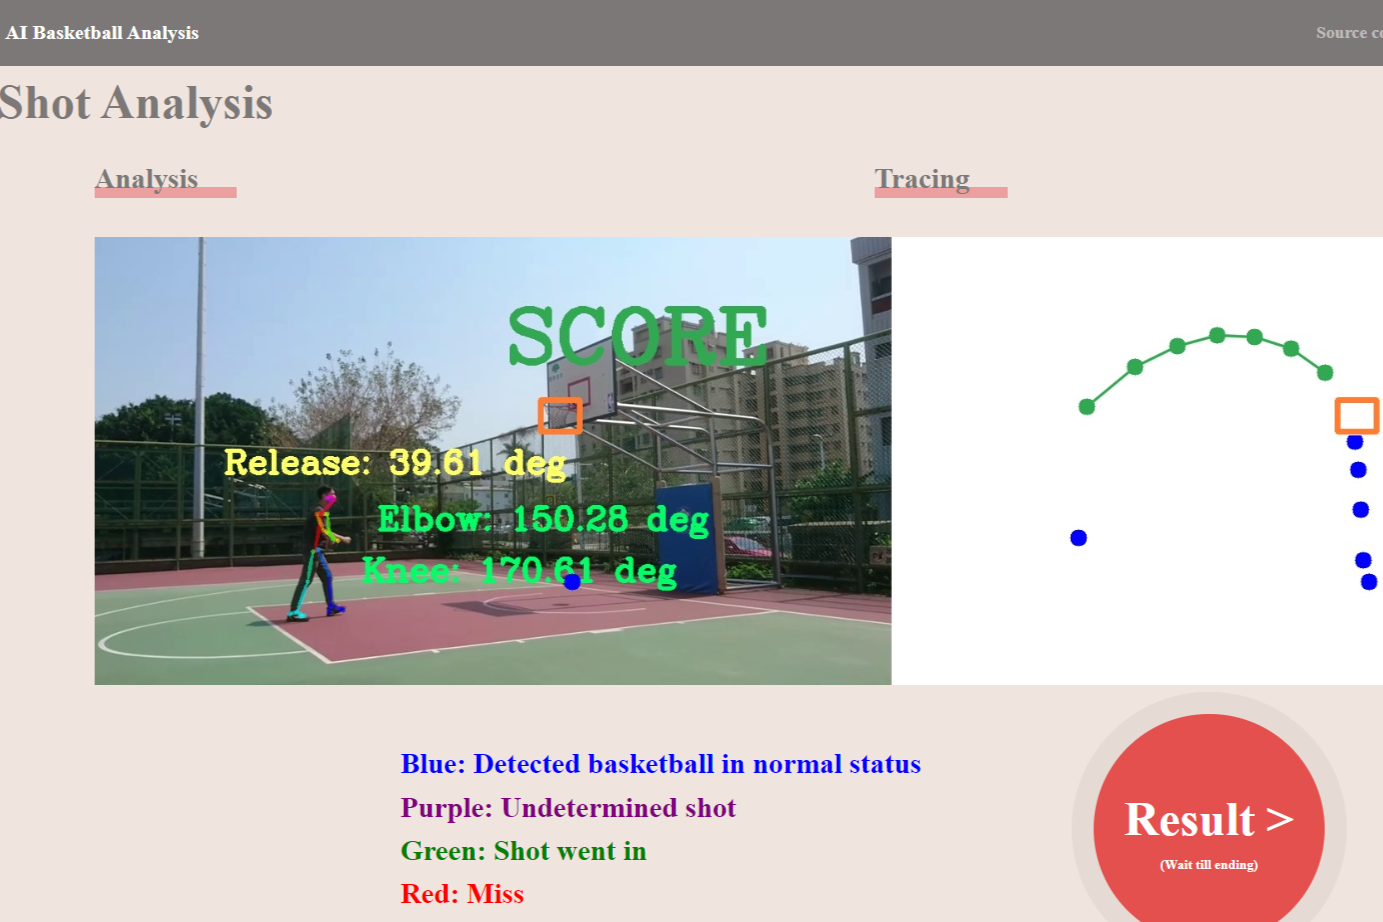 AI Basketball Analysis
Source
Shot Analysis
Analysis
Tracing
SCORE
Release: 39.61 deg
Elbow: 150.28 deg
Knee: 170.61 deg
Blue: Detected basketball in normal status
Purple: Undetermined shot
Green: Shot went in
Red: Miss
Result >
(Wait till ending)